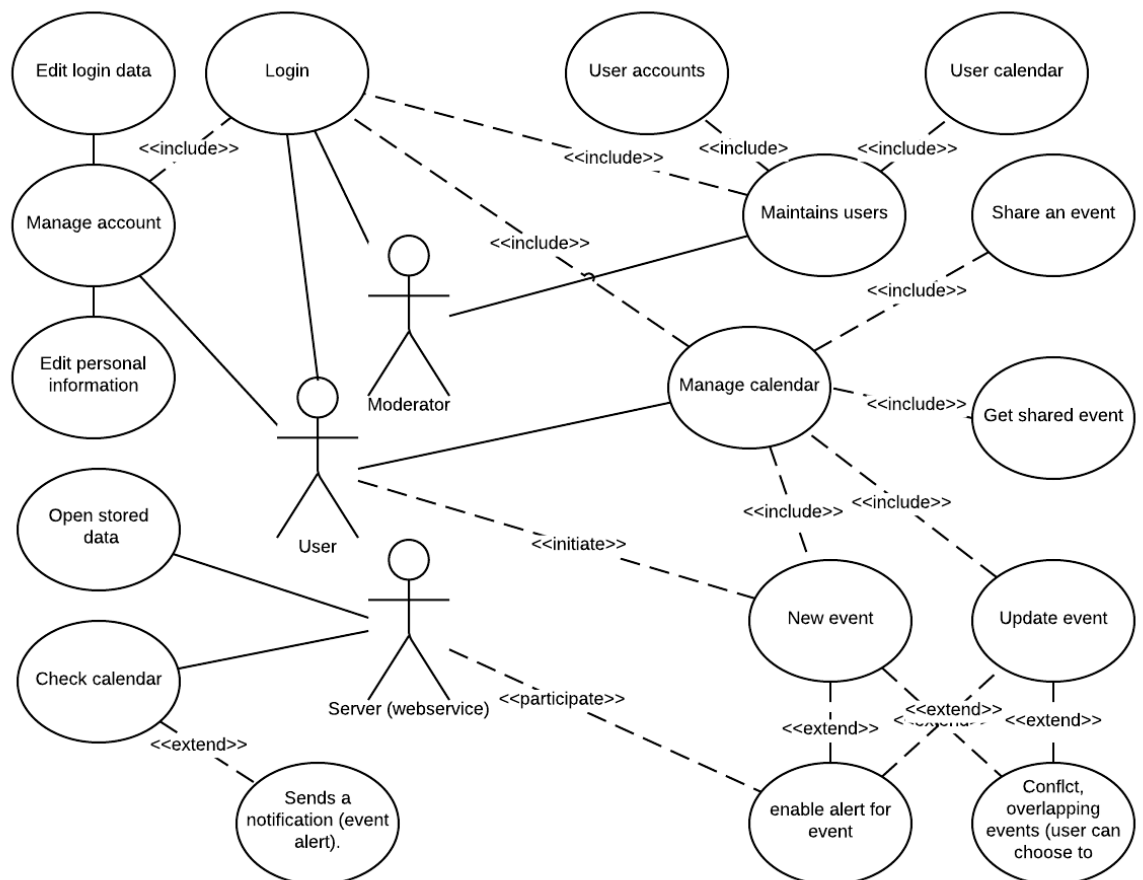 Edit login data
Login
User accounts
User calendar
<<include>>
<<include>>
<<include>
<<include>>
Manage account
Maintains users
Share an event
<<include>>
<<include>>
Edit personal
information
Manage calendar
Moderator
<<include>>
Get shared event
Open stored
data
<<include>>
<<include>>
User
<<initiate>>
New event
Update event
Check calendar
<<participate>>
Server (webservice)
<<extend>>
<<extend>>
<<extend>>
<<extend>>
<<extend>>
Sends a
notification (event
alert).
enable alert for
event
Conflct,
overlapping
events (user can
choose to